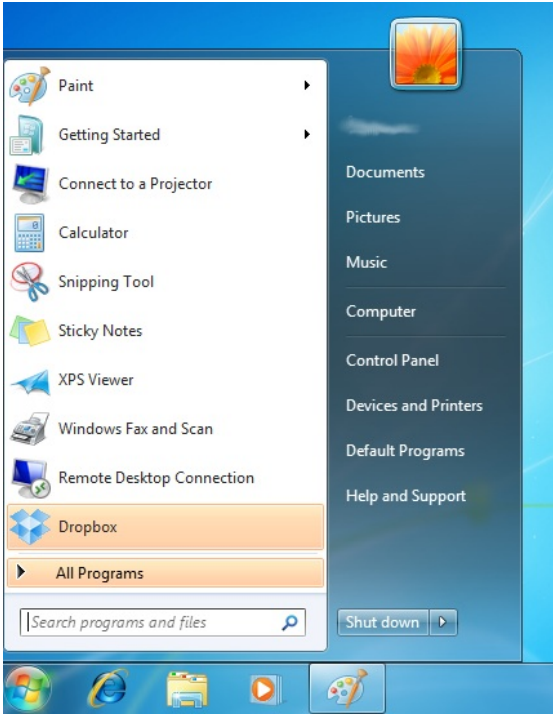 Paint
Getting Started
Connect to a Projector
Calculator
Snipping Tool
Sticky Notes
XPS Viewer
Windows Fax and Scan
Remote Desktop Connection
Dropbox
All Programs
Search programs and files
Documents
Pictures
Music
Computer
Control Panel
Devices and Printers
Default Programs
Help and Support
Shut down